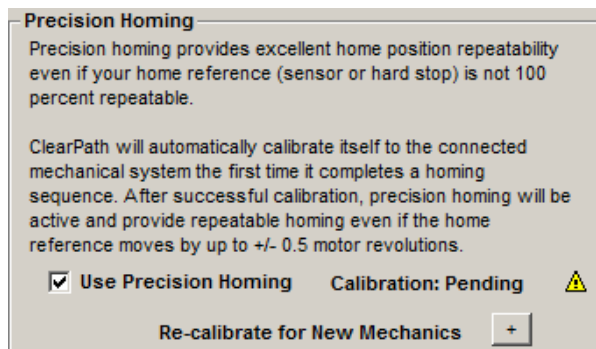 Precision Homing
Precision homing provides excellent home position repeatability
even if your home reference (sensor or hard stop) is not 100
percent repeatable.
ClearPath will automatically calibrate itself to the connected
mechanical system the first time it completes a homing
sequence. After successful calibration, precision homing will be
active and provide repeatable homing even if the home
reference moves by up to +/- 0.5 motor revolutions.
Use Precision Homing Calibration: Pending
Re-calibrate for New Mechanics +